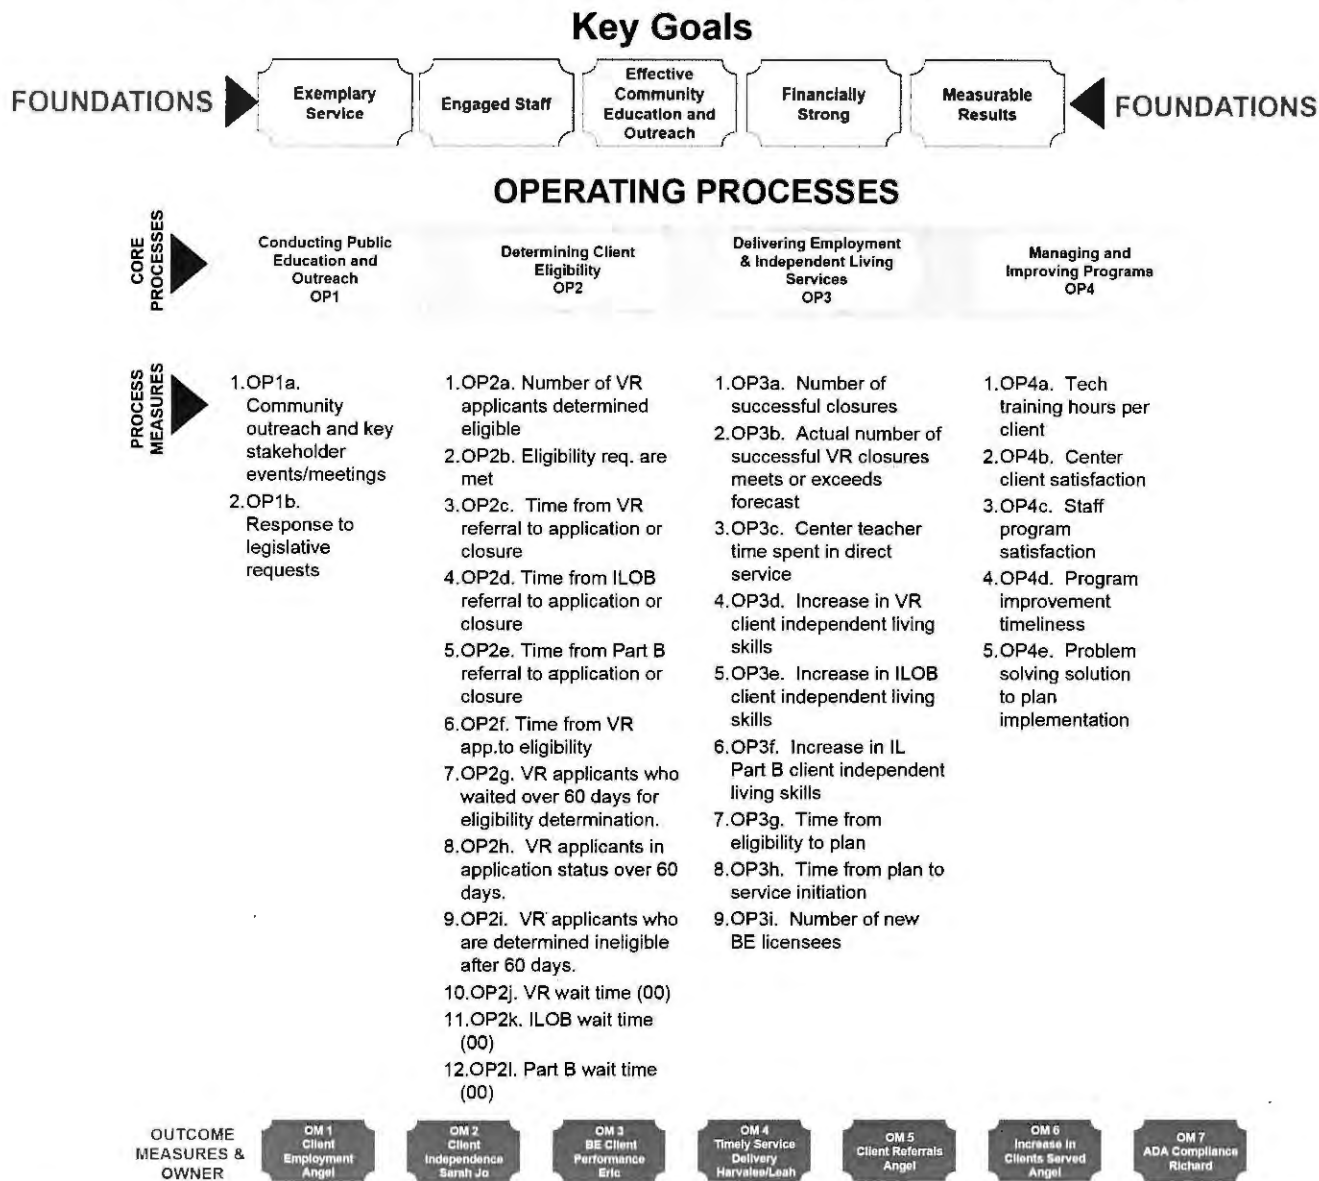 Key Goals
FOUNDATIONS
Exemplary
Service
Engaged Staff
Effective
Community
Education and
Outreach
Financially
Strong
Measurable
Results
FOUNDATIONS
OPERATING PROCESSES
CORE
PROCESSES
Conducting Public
Education and
Outreach
OP1
Determining Client
Eligibility
OP2
Delivering Employment
& Independent Living
Services
OP3
Managing and
Improving Programs
OP4
PROCESS
MEASURES
1.OP1a.
Community
outreach and key
stakeholder
events/meetings
2.OP1b.
Response to
legislative
requests
1.OP2a. Number of VR
applicants determined
eligible
2.OP2b. Eligibility req. are
met
3.OP2c. Time from VR
referral to application or
closure
4.OP2d. Time from ILOB
referral to application or
closure
5.OP2e. Time from Part B
referral to application or
closure
6.OP2f. Time from VR
app.to eligibility
7.OP2g. VR applicants who
waited over 60 days for
eligibility determination.
8.OP2h. VR applicants in
application status over 60
days.
9.OP2i. VR applicants who
are determined ineligible
after 60 days.
10.OP2j. VR wait time (00)
11.OP2k. ILOB wait time
(00)
12.OP2l. Part B wait time
(00)
1.OP3a. Number of
successful closures
2.OP3b. Actual number of
successful VR closures
meets or exceeds
forecast
3.OP3c. Center teacher
time spent in direct
service
4.OP3d. Increase in VR
client independent living
skills
5.OP3e. Increase in ILOB
client independent living
skills
6.OP3f. Increase in IL
Part B client independent
living skills
7.OP3g. Time from
eligibility to plan
8.OP3h. Time from plan to
service initiation
9.OP3i. Number of new
BE licensees
1.OP4a. Tech
training hours per
client
2.OP4b. Center
client satisfaction
3.OP4c. Staff
program
satisfaction
4.OP4d. Program
improvement
timeliness
5.OP4e. Problem
solving solution
to plan
implementation
OUTCOME
MEASURES &
OWNER
OM 1
Client
Employment
Angel
OM 2
Client
Independence
Sarah Jo
OM 3
BE Client
Performance
Eric
OM 4
Timely Service
Delivery
Harvalee/Leah
OM 5
Client Referrals
Angel
OM 6
Increase in
Clients Served
Angel
OM 7
ADA Compliance
Richard